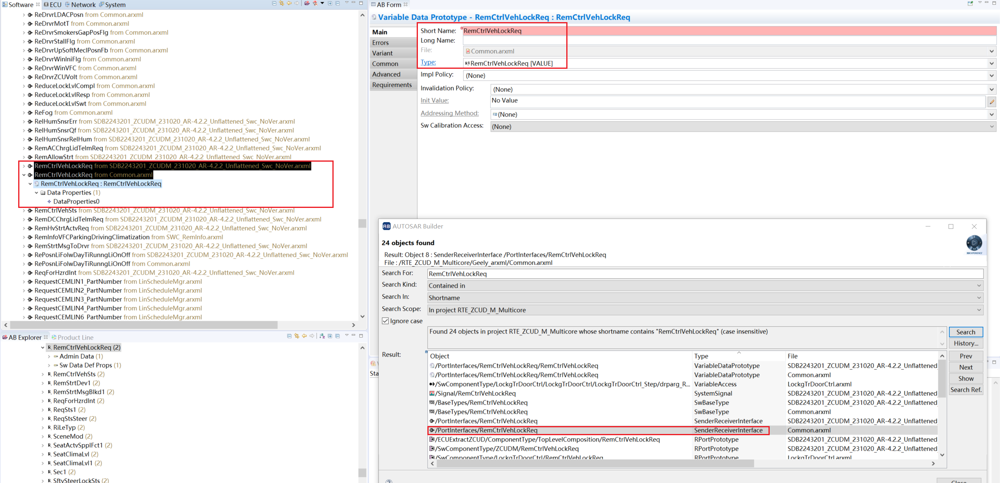 Software
ECU
Network
System
ReDrvrLDACPosn from Common.arxml
ReDrvrMotT from Common.arxml
ReDrvrSmokersGapPosFlg from Common.arxml
ReDrvrStallFlg from Common.arxml
ReDrvrUpSoftMeclPosnFb from Common.arxml
ReDrvrWinIniFlg from Common.arxml
ReDrvrWinVFC from Common.arxml
ReDrvrZCUVolt from Common.arxml
ReduceLockLvlCompl from Common.arxml
ReduceLockLvlResp from Common.arxml
ReduceLockLvlSwt from Common.arxml
ReFog from Common.arxml
RelHumSnsrErr from SDB2243201_ZCUDM_231020_AR-4.2.2_Unflattened_Swc_NoVer.arxml
RelHumSnsrQf from SDB2243201_ZCUDM_231020_AR-4.2.2_Unflattened_Swc_NoVer.arxml
RelHumSnsrRelHum from SDB2243201_ZCUDM_231020_AR-4.2.2_Unflattened_Swc_NoVer.arxml
RemACChrgLidTelmReq from SDB2243201_ZCUDM_231020_AR-4.2.2_Unflattened_Swc_NoVer.arxml
RemAllowStrt from SDB2243201_ZCUDM_231020_AR-4.2.2_Unflattened_Swc_NoVer.arxml
RemCtrlVehLockReq from SDB2243201_ZCUDM_231020_AR-4.2.2_Unflattened_Swc_NoVer.arxml
RemCtrlVehLockReq from Common.arxml
RemCtrlVehLockReq : RemCtrlVehLockReq
Data Properties (1)
DataProperties0
RemCtrlVehSts from SDB2243201_ZCUDM_231020_AR-4.2.2_Unflattened_Swc_NoVer.arxml
RemDCChrgLidTelmReq from SDB2243201_ZCUDM_231020_AR-4.2.2_Unflattened_Swc_NoVer.arxml
RemHvStrtActvReq from SDB2243201_ZCUDM_231020_AR-4.2.2_Unflattened_Swc_NoVer.arxml
RemInfoVFCParkingDrivingClimatization from SWC_RemInfo.arxml
RemStrtMsgToDrvr from SDB2243201_ZCUDM_231020_AR-4.2.2_Unflattened_Swc_NoVer.arxml
RePosnLiFolwDayTiRunngLiOnOff from SDB2243201_ZCUDM_231020_AR-4.2.2_Unflattened_Swc_NoVer.arxml
RePosnLiFolwDayTiRunngLiOnOff from Common.arxml
ReqForHzrdInt from SDB2243201_ZCUDM_231020_AR-4.2.2_Unflattened_Swc_NoVer.arxml
RequestCEMLIN1_PartNumber from LinScheduleMgr.arxml
RequestCEMLIN2_PartNumber from LinScheduleMgr.arxml
RequestCEMLIN3_PartNumber from LinScheduleMgr.arxml
RequestCEMLIN4_PartNumber from LinScheduleMgr.arxml
RequestCEMLIN6_PartNumber from LinScheduleMgr.arxml
AB Explorer
Product Line
RemCtrlVehLockReq (2)
Admin Data (1)
Sw Data Def Props (1)
RemCtrlVehSts (2)
RemStrtDev1 (2)
RemStrtMsgBlkd1 (2)
ReqForHzrdInt (2)
ReqSts1 (2)
ReqStsSteer (2)
RiLeTyp (2)
SceneMod (2)
SeatActvSpplFct1 (2)
SeatClimaLvl (2)
SeatClimaLvl1 (2)
Sec1 (2)
SftySteerLockSts (2)
AB Form
Variable Data Prototype - RemCtrlVehLockReq : RemCtrlVehLockReq
Main
Errors
Variant
Common
Advanced
Requirements
Short Name: RemCtrlVehLockReq
Long Name:
File: Common.arxml
Type: RemCtrlVehLockReq [VALUE]
Impl Policy: (None)
Invalidation Policy: (None)
Init Value: No Value
Addressing Method: (None)
Sw Calibration Access: (None)
Sta
AB AUTOSAR Builder
24 objects found
3DEXPERIENCE
Result: Object 8 : SenderReceiverInterface /PortInterfaces/RemCtrlVehLockReq
File : /RTE_ZCUD_M_Multicore/Geely_arxml/Common.arxml
Search For: RemCtrlVehLockReq
Search Kind: Contained in
Search In: Shortname
Search Scope: In project RTE_ZCUD_M_Multicore
Ignore case
Found 24 objects in project RTE_ZCUD_M_Multicore whose shortname contains "RemCtrlVehLockReq" (case insensitive)
Search
History...
Prev
Next
Show
Search Ref.
Result:
Object Type File
/PortInterfaces/RemCtrlVehLockReq/RemCtrlVehLockReq VariableDataPrototype SDB2243201_ZCUDM_231020_AR-4.2.2_Unflattened_
/PortInterfaces/RemCtrlVehLockReq/RemCtrlVehLockReq VariableDataPrototype Common.arxml
/SwComponentType/LockgTrDoorCtrl/LockgTrDoorCtrl/LockgTrDoorCtrl_Step/drparg_R... VariableAccess LockgTrDoorCtrl.arxml
/Signal/RemCtrlVehLockReq SystemSignal SDB2243201_ZCUDM_231020_AR-4.2.2_Unflattened_
/BaseTypes/RemCtrlVehLockReq SwBaseType SDB2243201_ZCUDM_231020_AR-4.2.2_Unflattened_
/BaseTypes/RemCtrlVehLockReq SwBaseType Common.arxml
/PortInterfaces/RemCtrlVehLockReq SenderReceiverInterface SDB2243201_ZCUDM_231020_AR-4.2.2_Unflattened_
/PortInterfaces/RemCtrlVehLockReq SenderReceiverInterface Common.arxml
/ECUExtractZCUD/ComponentType/TopLevelComposition/RemCtrlVehLockReq RPortPrototype SDB2243201_ZCUDM_231020_AR-4.2.2_Unflattened_
/SwComponentType/ZCUDM/RemCtrlVehLockReq RPortPrototype SDB2243201_ZCUDM_231020_AR-4.2.2_Unflattened_
/SwComponentType/LockgTrDoorCtrl/RemCtrlVehLockReq RPortPrototype LockgTrDoorCtrl.arxml
Close